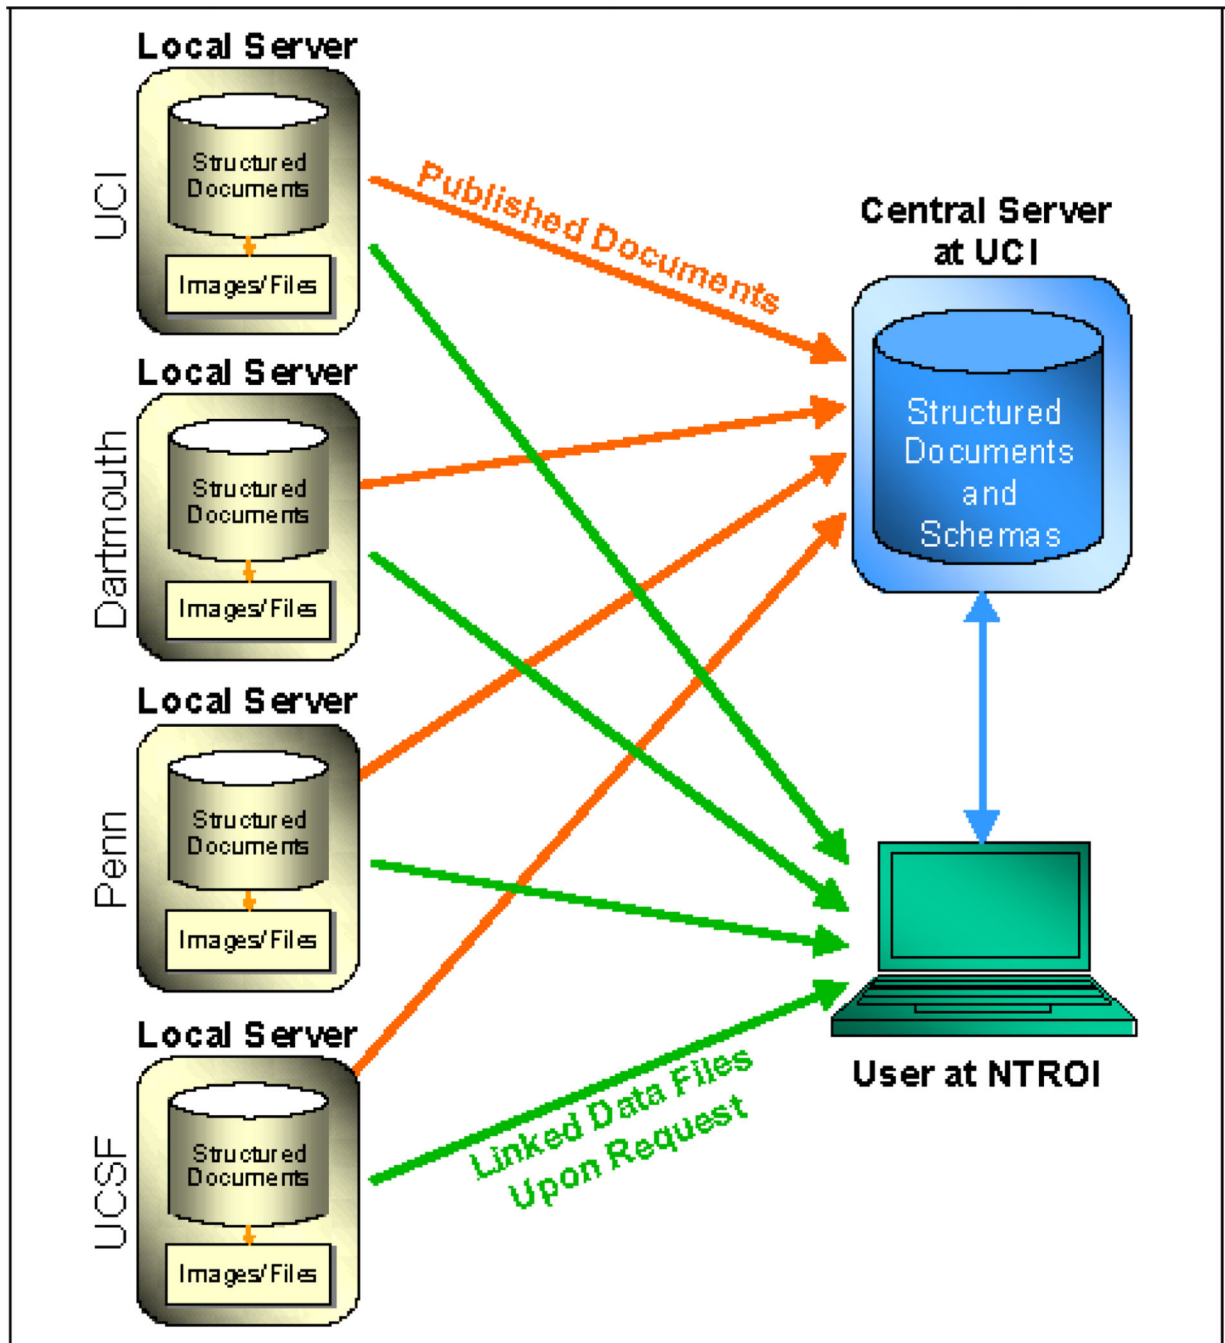 Local Server
UCI
Structured
Documents
Images/Files
Local Server
Dartmouth
Structured
Documents
Images/Files
Local Server
Penn
Structured
Documents
Images/Files
Local Server
UCSF
Structured
Documents
Images/Files
Published Documents
Linked Data Files
Upon Request
Central Server
at UCI
Structured
Documents
and
Schemas
User at NTROI